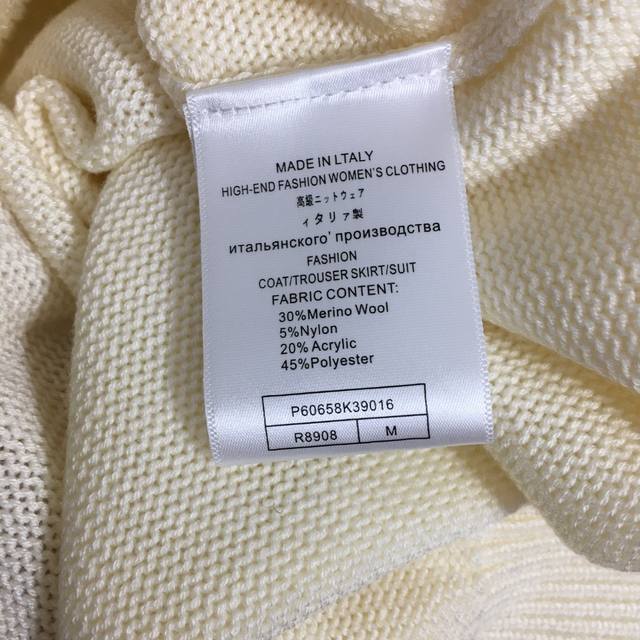 MADE IN LTALY
HIGH-END FASHION WOMEN'S CLOTHING
高級ニットウェア
イタリァ製
итальянского' производства
FASHION
COAT/TROUSER SKIRT/SUIT
FABRIC CONTENT:
30%Merino Wool
5%Nylon
20% Acrylic
45%Polyester
P60658K39016
R8908 M